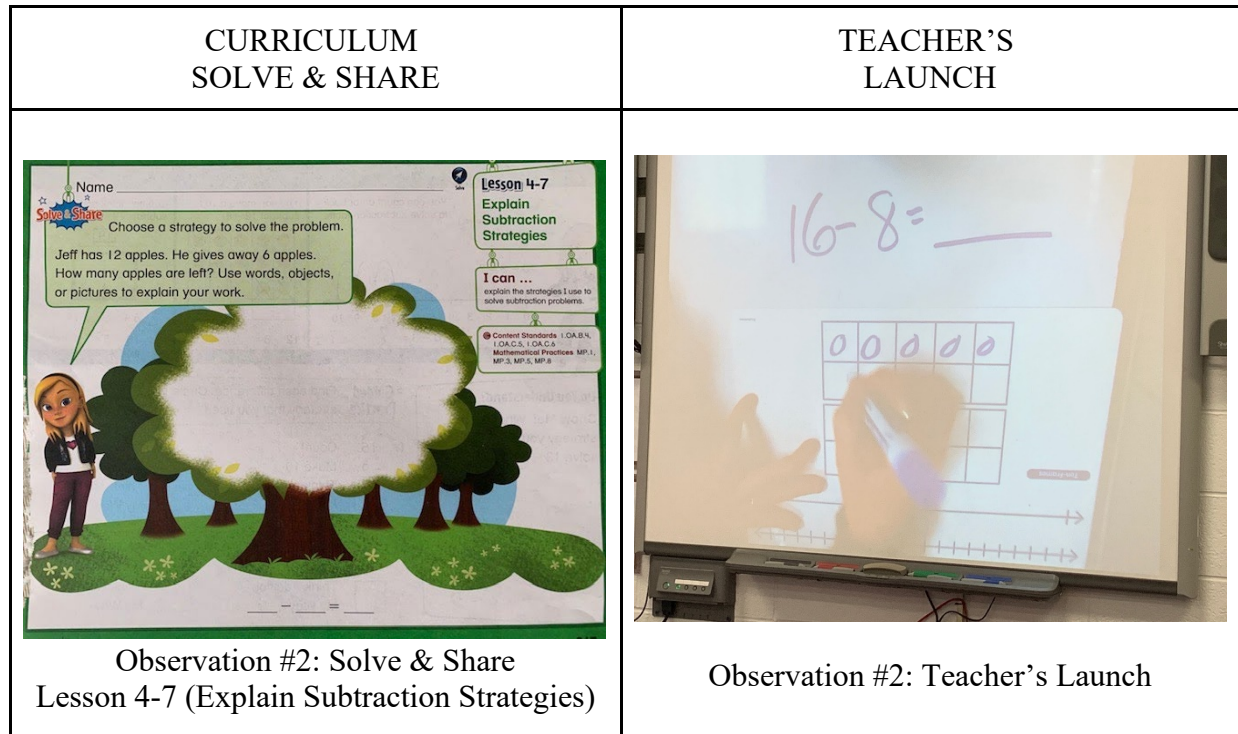 CURRICULUM
SOLVE & SHARE
TEACHER'S
LAUNCH
Name
Solve & Share
Choose a strategy to solve the problem.
Jeff has 12 apples. He gives away 6 apples.
How many apples are left? Use words, objects,
or pictures to explain your work.
Lesson 4-7
Explain
Subtraction
Strategies
I can ...
explain the strategies I use to
solve subtraction problems.
Content Standards 1.OA.B.4,
1.OA.C.5, 1.OA.C.6
Mathematical Practices MP.1,
MP.3, MP.5, MP.8
___ - ___ = ___
16 - 8 = ____
0 0 0 0 0
Observation #2: Solve & Share
Lesson 4-7 (Explain Subtraction Strategies)
Observation #2: Teacher's Launch